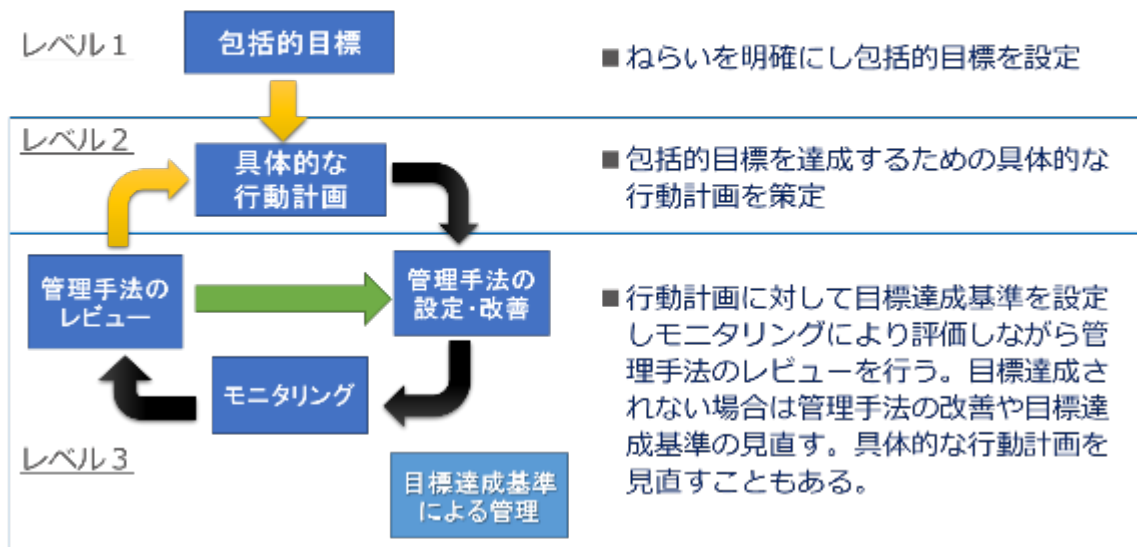 レベル１
包括的目標
■ねらいを明確にし包括的目標を設定
レベル２
具体的な
行動計画
■包括的目標を達成するための具体的な
行動計画を策定
管理手法の
レビュー
管理手法の
設定・改善
モニタリング
レベル３
目標達成基準
による管理
■行動計画に対して目標達成基準を設定
しモニタリングにより評価しながら管
理手法のレビューを行う。目標達成さ
れない場合は管理手法の改善や目標達
成基準の見直す。具体的な行動計画を
見直すこともある。